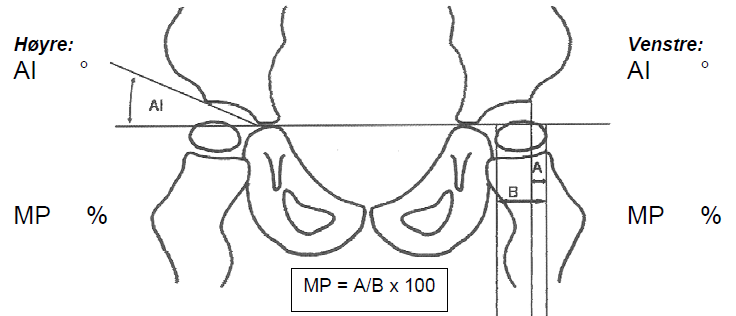 Høyre:
AI °
MP %
AI
Venstre:
AI °
MP %
A
B
MP = A/B x 100